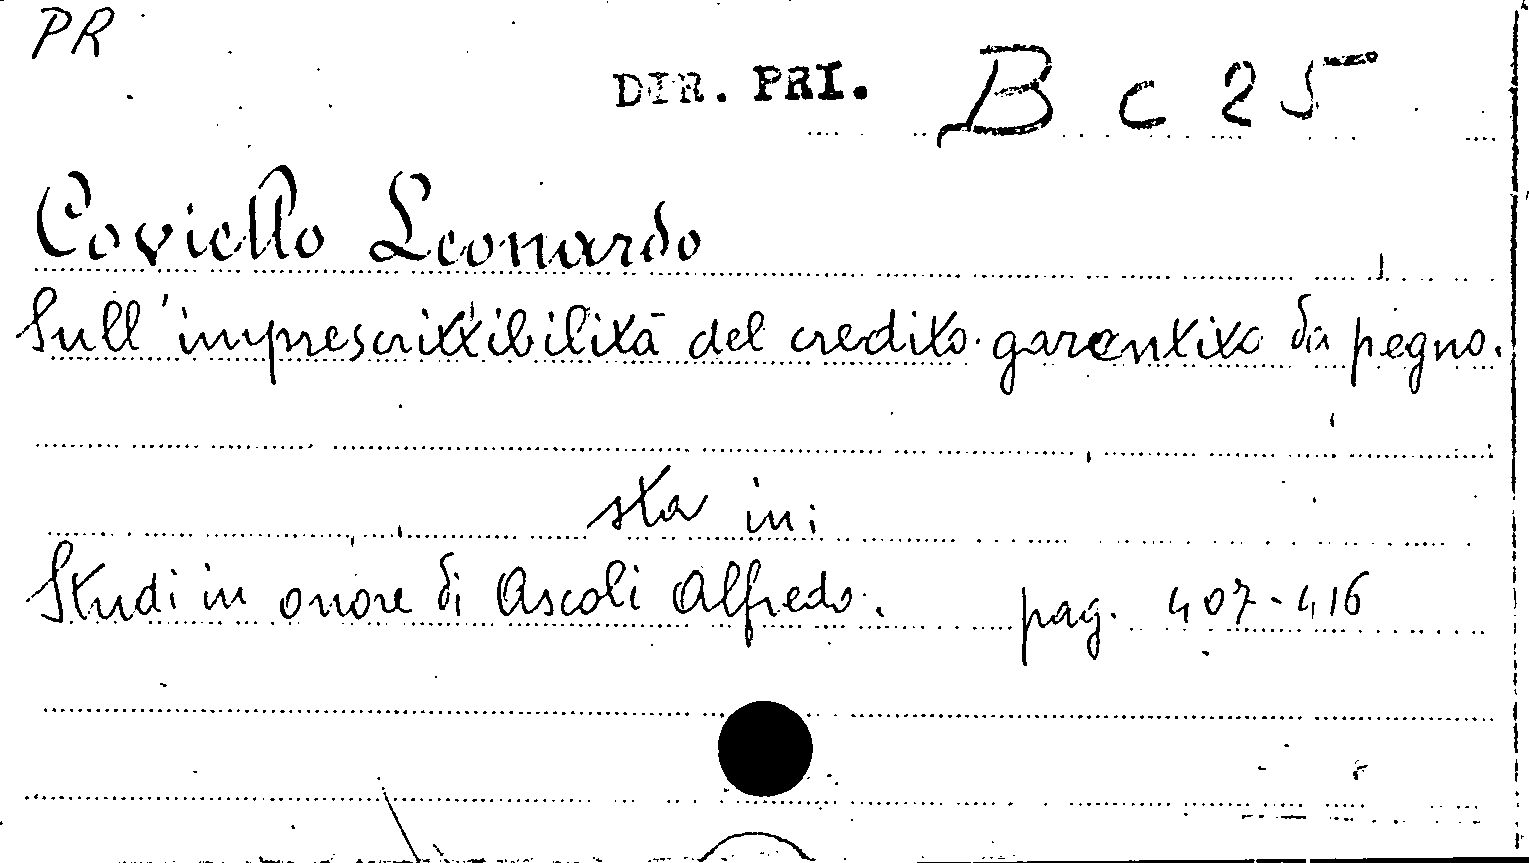 PR
DIR. PRI. B c 25
Coviello Leonardo
Sull'imprescrittibilità del credito garentito da pegno.
sta in:
Studi in onore di Ascoli Alfredo. pag. 407-416